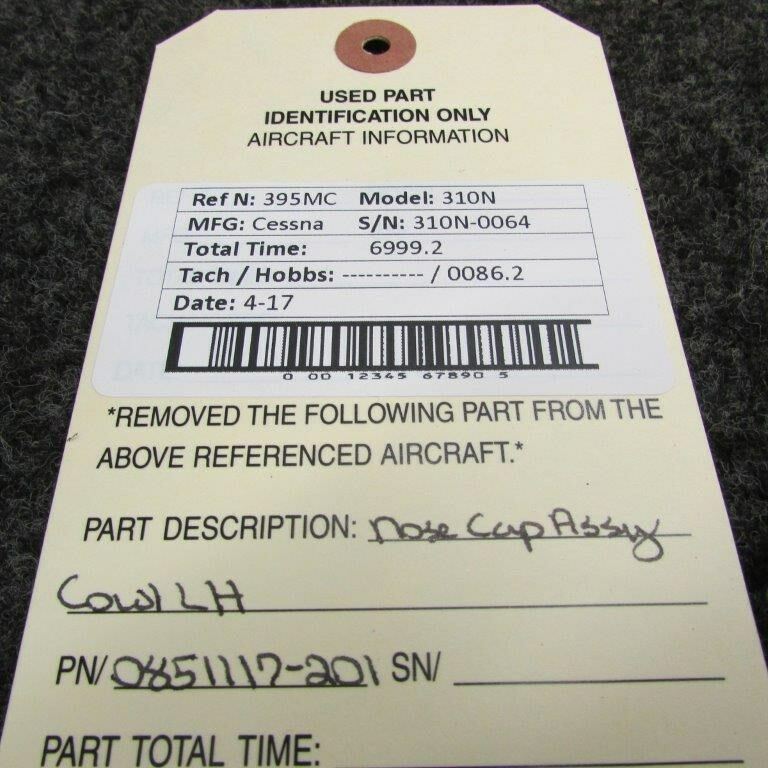 USED PART
IDENTIFICATION ONLY
AIRCRAFT INFORMATION
Ref N: 395MC Model: 310N
MFG: Cessna S/N: 310N-0064
Total Time: 6999.2
Tach / Hobbs: ---------- / 0086.2
Date: 4-17
0 00 12345 67890 5
*REMOVED THE FOLLOWING PART FROM THE
ABOVE REFERENCED AIRCRAFT.*
PART DESCRIPTION: Nose Cap Assy
Cowl LH
PN/ 0851117-201 SN/
PART TOTAL TIME: